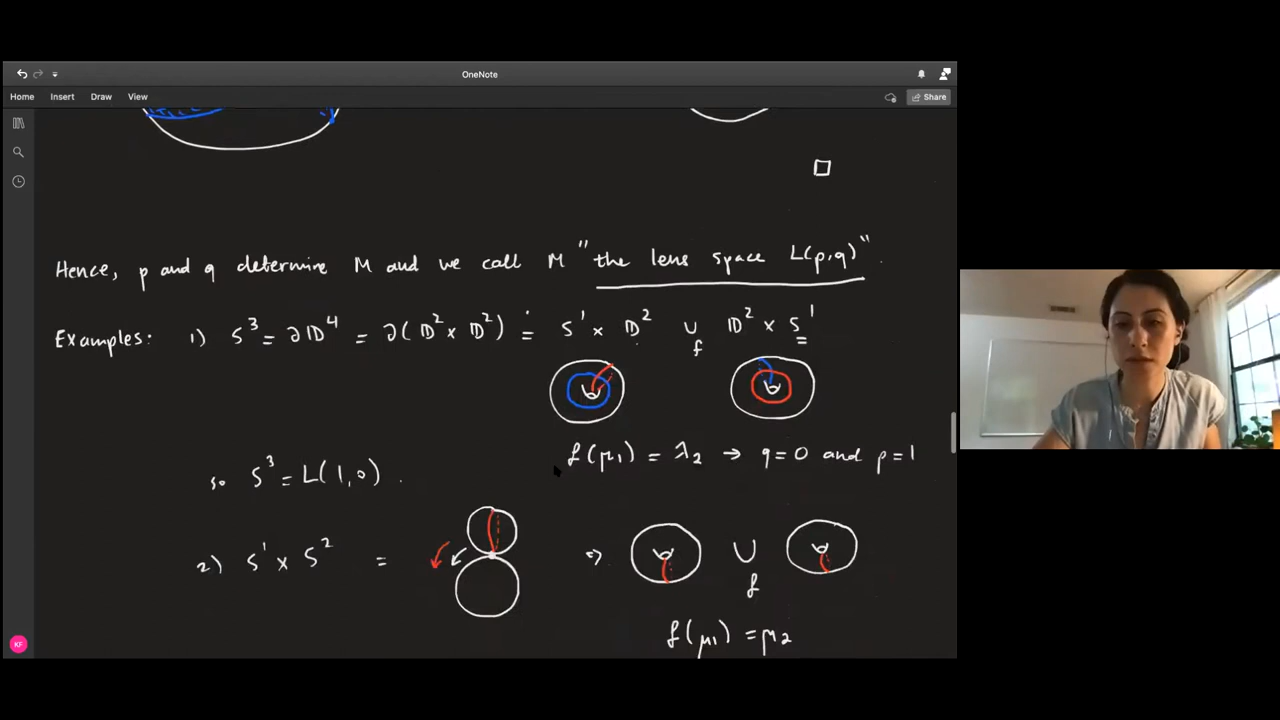 OneNote
Home Insert Draw View Share
Hence, p and q determine M and we call M "the lens space L(p,q)".
Examples: 1) S³ = ∂D⁴ = ∂(D² × D²) = S¹ × D² ∪ D² × S¹
f
f(μ₁) = λ₂ → q=0 and p=1
so S³ = L(1,0).
2) S¹ × S² = ⇒ ∪
f
f(μ₁) = μ₂
KF